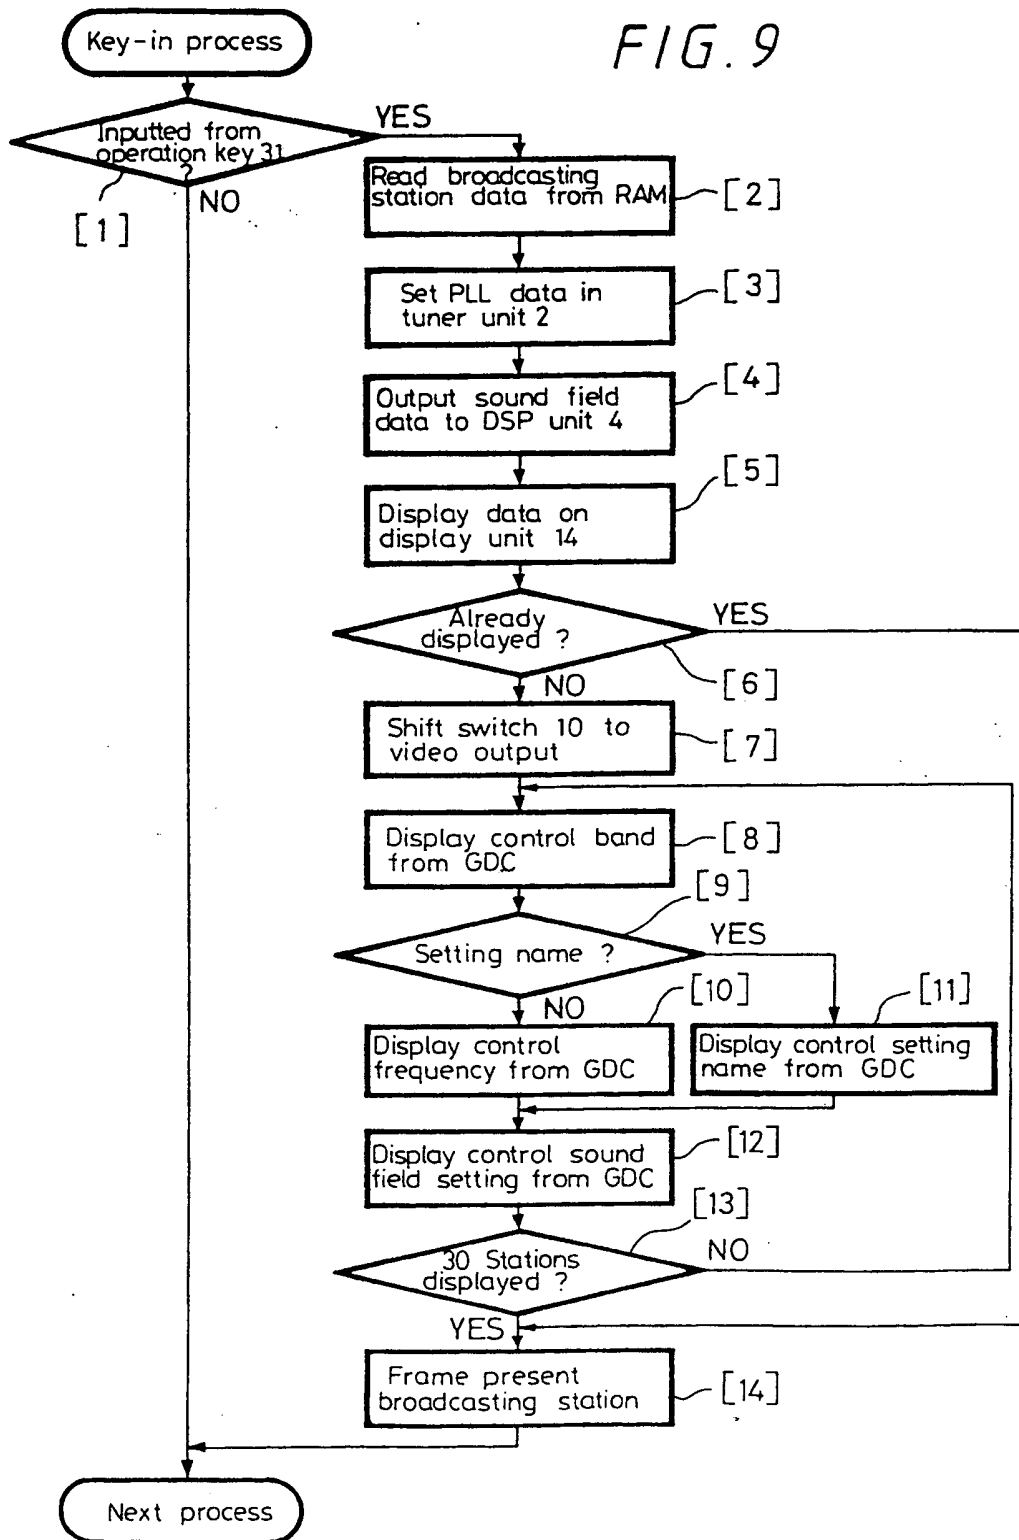 FIG. 9
Key-in process
Inputted from
operation key 31
?
YES
NO
[1]
Read broadcasting
station data from RAM
[2]
Set PLL data in
tuner unit 2
[3]
Output sound field
data to DSP unit 4
[4]
Display data on
display unit 14
[5]
Already
displayed ?
YES
[6]
NO
Shift switch 10 to
video output
[7]
Display control band
from GDC
[8]
Setting name ?
[9]
YES
NO
Display control
frequency from GDC
[10]
Display control setting
name from GDC
[11]
Display control sound
field setting from GDC
[12]
30 Stations
displayed ?
[13]
NO
YES
Frame present
broadcasting station
[14]
Next process